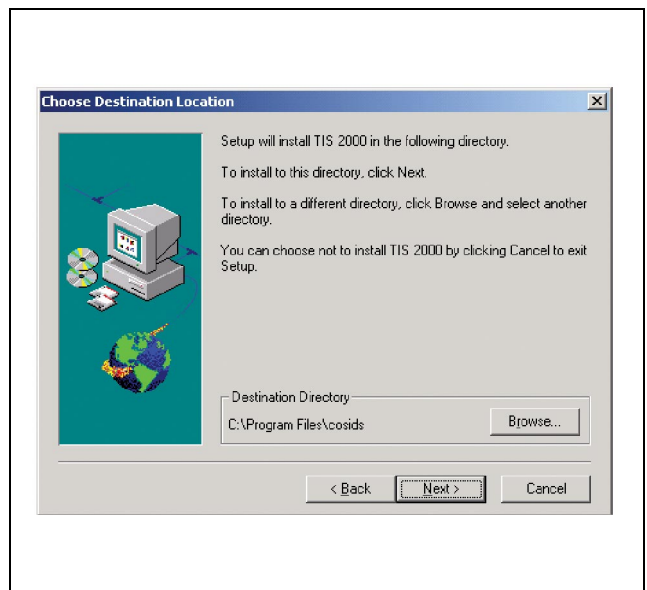 Choose Destination Location
Setup will install TIS 2000 in the following directory.
To install to this directory, click Next.
To install to a different directory, click Browse and select another
directory.
You can choose not to install TIS 2000 by clicking Cancel to exit
Setup.
Destination Directory
C:\Program Files\cosids
Browse...
< Back
Next >
Cancel